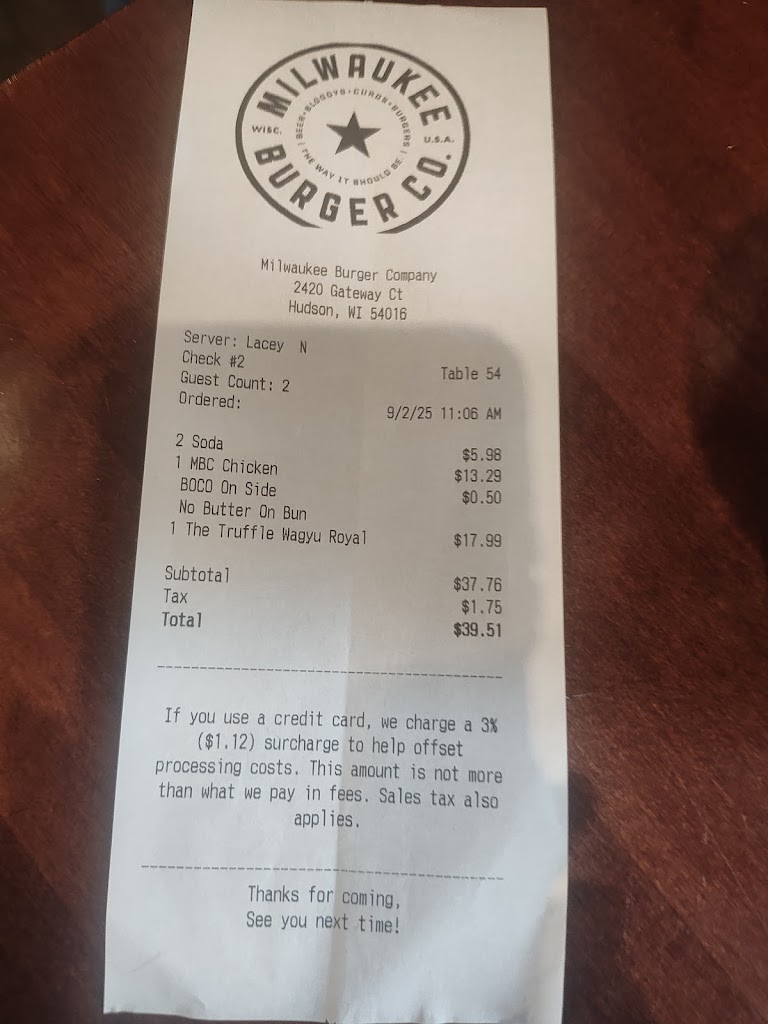 MILWAUKEE
BEER • BLOODYS • CURDS • BURGERS
WISC.
U.S.A.
| THE WAY IT SHOULD BE. |
BURGER CO.
Milwaukee Burger Company
2420 Gateway Ct
Hudson, WI 54016
Server: Lacey N
Check #2 Table 54
Guest Count: 2
Ordered: 9/2/25 11:06 AM
2 Soda $5.98
1 MBC Chicken $13.29
BOCO On Side $0.50
No Butter On Bun
1 The Truffle Wagyu Royal $17.99
Subtotal $37.76
Tax $1.75
Total $39.51
If you use a credit card, we charge a 3%
($1.12) surcharge to help offset
processing costs. This amount is not more
than what we pay in fees. Sales tax also
applies.
Thanks for coming,
See you next time!